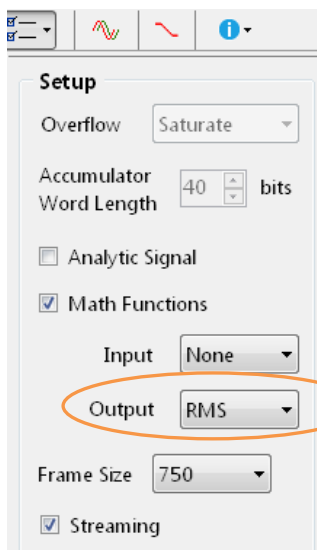 Setup
Overflow Saturate
Accumulator
Word Length 40 bits
Analytic Signal
Math Functions
Input None
Output RMS
Frame Size 750
Streaming